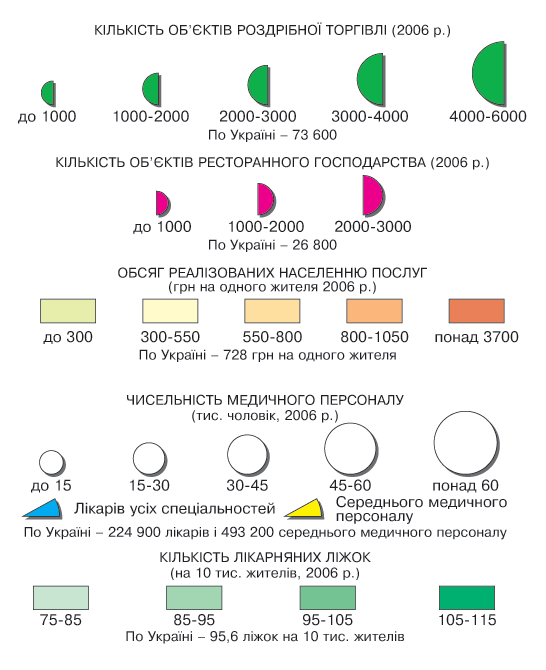 КІЛЬКІСТЬ ОБ'ЄКТІВ РОЗДРІБНОЇ ТОРГІВЛІ (2006 р.)
до 1000 1000-2000 2000-3000 3000-4000 4000-6000
По Україні – 73 600
КІЛЬКІСТЬ ОБ'ЄКТІВ РЕСТОРАННОГО ГОСПОДАРСТВА (2006 р.)
до 1000 1000-2000 2000-3000
По Україні – 26 800
ОБСЯГ РЕАЛІЗОВАНИХ НАСЕЛЕННЮ ПОСЛУГ
(грн на одного жителя 2006 р.)
до 300 300-550 550-800 800-1050 понад 3700
По Україні – 728 грн на одного жителя
ЧИСЕЛЬНІСТЬ МЕДИЧНОГО ПЕРСОНАЛУ
(тис. чоловік, 2006 р.)
до 15 15-30 30-45 45-60 понад 60
Лікарів усіх спеціальностей
Середнього медичного
персоналу
По Україні – 224 900 лікарів і 493 200 середнього медичного персоналу
КІЛЬКІСТЬ ЛІКАРНЯНИХ ЛІЖОК
(на 10 тис. жителів, 2006 р.)
75-85 85-95 95-105 105-115
По Україні – 95,6 ліжок на 10 тис. жителів